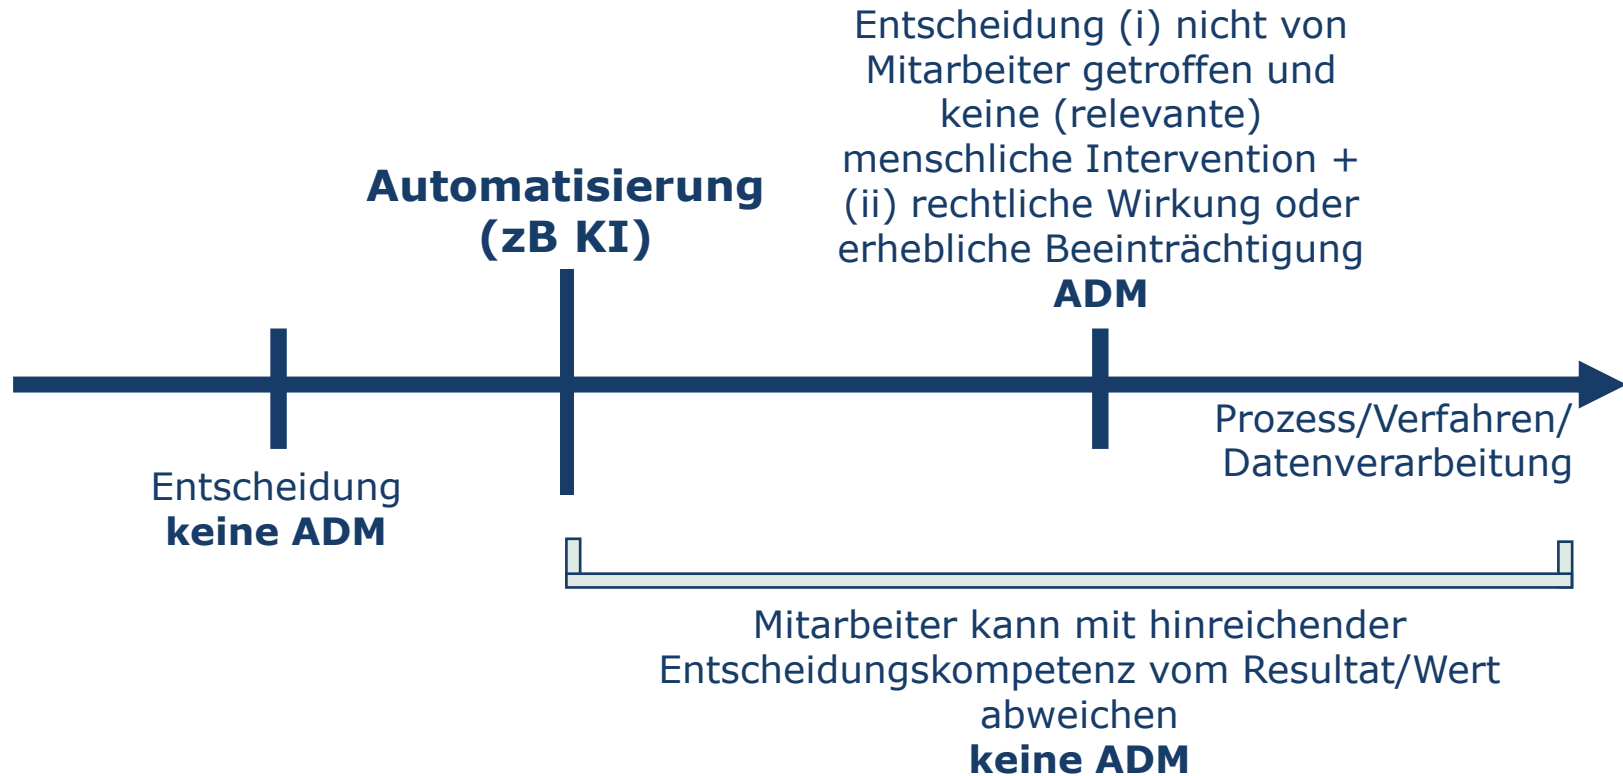 Entscheidung (i) nicht von
Mitarbeiter getroffen und
keine (relevante)
menschliche Intervention +
(ii) rechtliche Wirkung oder
erhebliche Beeinträchtigung
ADM
Automatisierung
(zB KI)
Prozess/Verfahren/
Datenverarbeitung
Entscheidung
keine ADM
Mitarbeiter kann mit hinreichender
Entscheidungskompetenz vom Resultat/Wert
abweichen
keine ADM